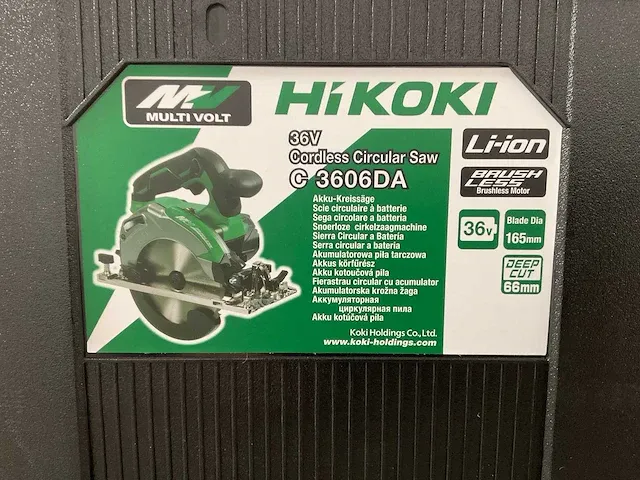 MV
MULTI VOLT
HiKOKI
36V
Cordless Circular Saw
C 3606DA
Akku-Kreissäge
Scie circulaire à batterie
Sega circolare a batteria
Snoerloze cirkelzaagmachine
Sierra Circular a Batería
Serra circular a bateria
Akumulatorowa piła tarczowa
Akkus körfűrész
Akku kotoučová pila
Fierastrau circular cu acumulator
Akumulatorska krožna žaga
Аккумуляторная
циркулярная пила
Akku kotúčová píla
Koki Holdings Co., Ltd.
www.koki-holdings.com
Li-ion
BRUSH
LESS
Brushless Motor
36V
Blade Dia
165mm
DEEP
CUT
66mm